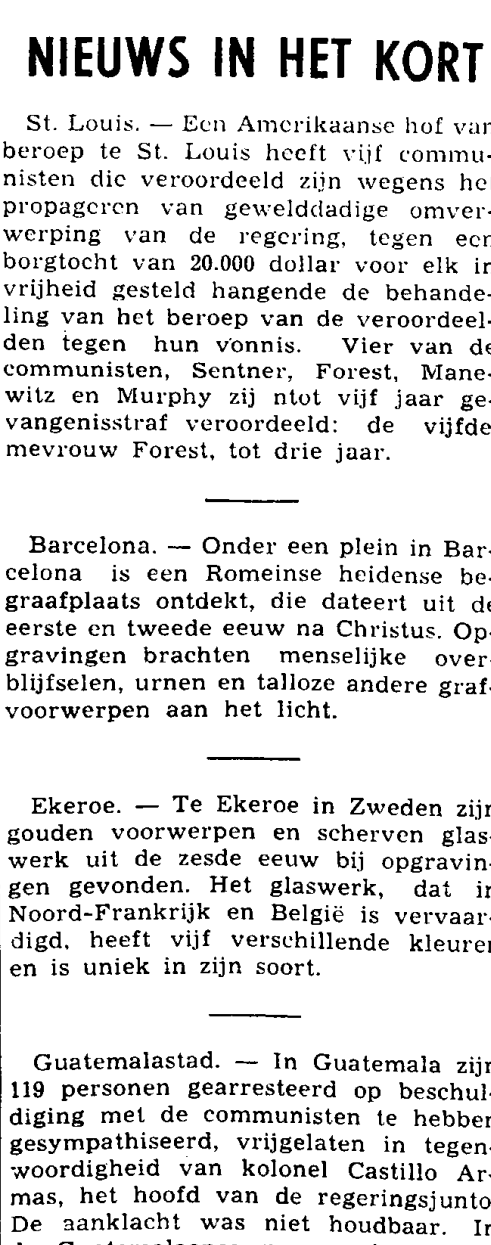 NIEUWS IN HET KORT
St. Louis. — Een Amerikaanse hof van
beroep te St. Louis heeft vijf commu-
nisten die veroordeeld zijn wegens het
propageren van gewelddadige omver-
werping van de regering, tegen een
borgtocht van 20.000 dollar voor elk in
vrijheid gesteld hangende de behande-
ling van het beroep van de veroordeel-
den tegen hun vonnis. Vier van de
communisten, Sentner, Forest, Mane-
witz en Murphy zij ntot vijf jaar ge-
vangenisstraf veroordeeld: de vijfde
mevrouw Forest, tot drie jaar.
Barcelona. — Onder een plein in Bar-
celona is een Romeinse heidense be-
graafplaats ontdekt, die dateert uit de
eerste en tweede eeuw na Christus. Op-
gravingen brachten menselijke over-
blijfselen, urnen en talloze andere graf-
voorwerpen aan het licht.
Ekeroe. — Te Ekeroe in Zweden zijn
gouden voorwerpen en scherven glas-
werk uit de zesde eeuw bij opgravin-
gen gevonden. Het glaswerk, dat in
Noord-Frankrijk en België is vervaar-
digd, heeft vijf verschillende kleuren
en is uniek in zijn soort.
Guatemalastad. — In Guatemala zijn
119 personen gearresteerd op beschul-
diging met de communisten te hebben
gesympathiseerd, vrijgelaten in tegen-
woordigheid van kolonel Castillo Ar-
mas, het hoofd van de regeringsjunto
De aanklacht was niet houdbaar. In